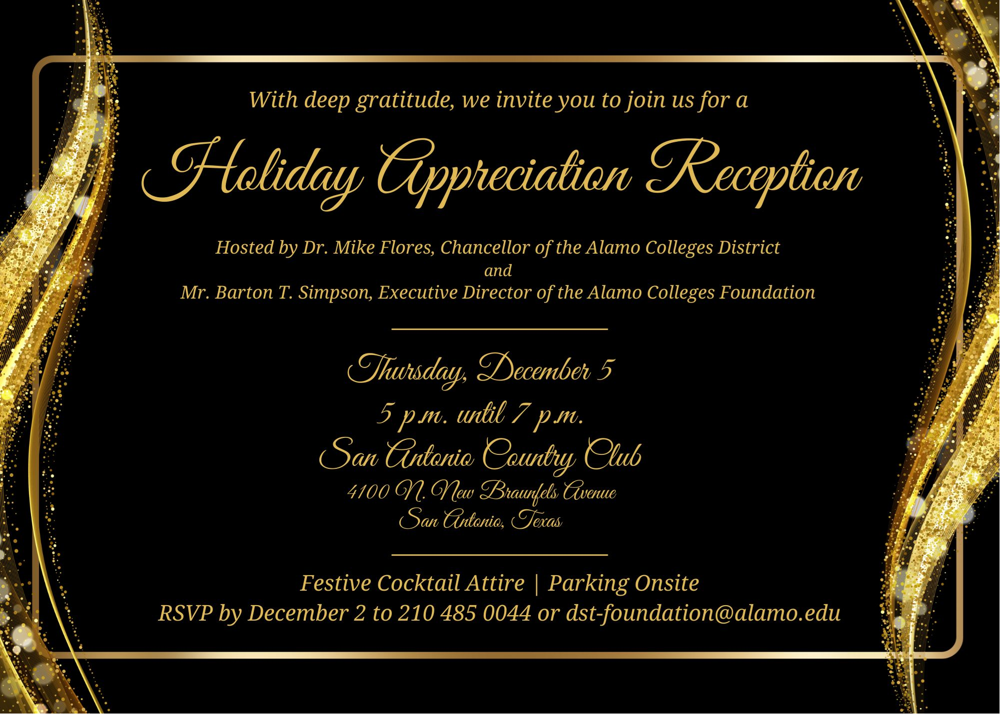 With deep gratitude, we invite you to join us for a
Holiday Appreciation Reception
Hosted by Dr. Mike Flores, Chancellor of the Alamo Colleges District
and
Mr. Barton T. Simpson, Executive Director of the Alamo Colleges Foundation
Thursday, December 5
5 p.m. until 7 p.m.
San Antonio Country Club
4100 N. New Braunfels Avenue
San Antonio, Texas
Festive Cocktail Attire | Parking Onsite
RSVP by December 2 to 210 485 0044 or dst-foundation@alamo.edu